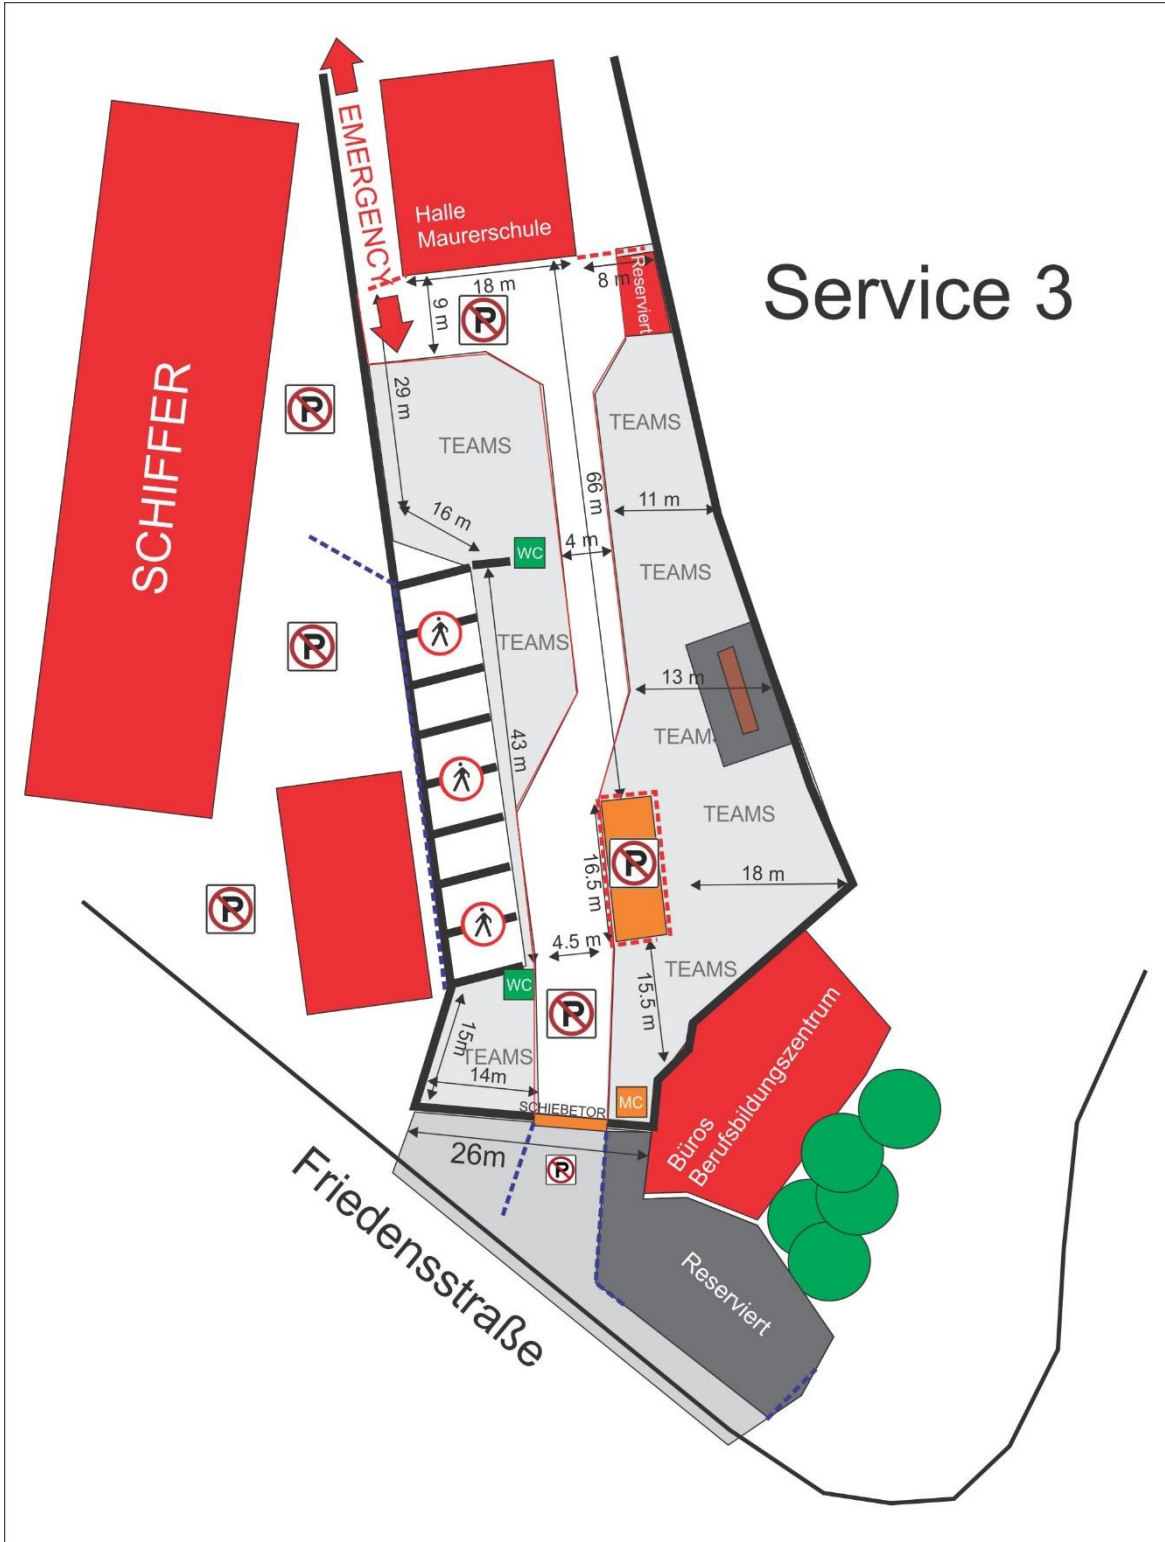 EMERGENCY
Halle
Maurerschule
18 m
8 m
Reserviert
Service 3
9 m
P
SCHIFFER
29 m
P
TEAMS
TEAMS
66 m
11 m
16 m
4 m
WC
TEAMS
TEAMS
P
13 m
TEAM
43 m
TEAMS
16.5 m
P
18 m
P
4.5 m
TEAMS
15.5 m
WC
P
15m
TEAMS
14m
SCHIEBETOR
MC
Büros
Berufsbildungszentrum
26m
P
Friedensstraße
Reserviert